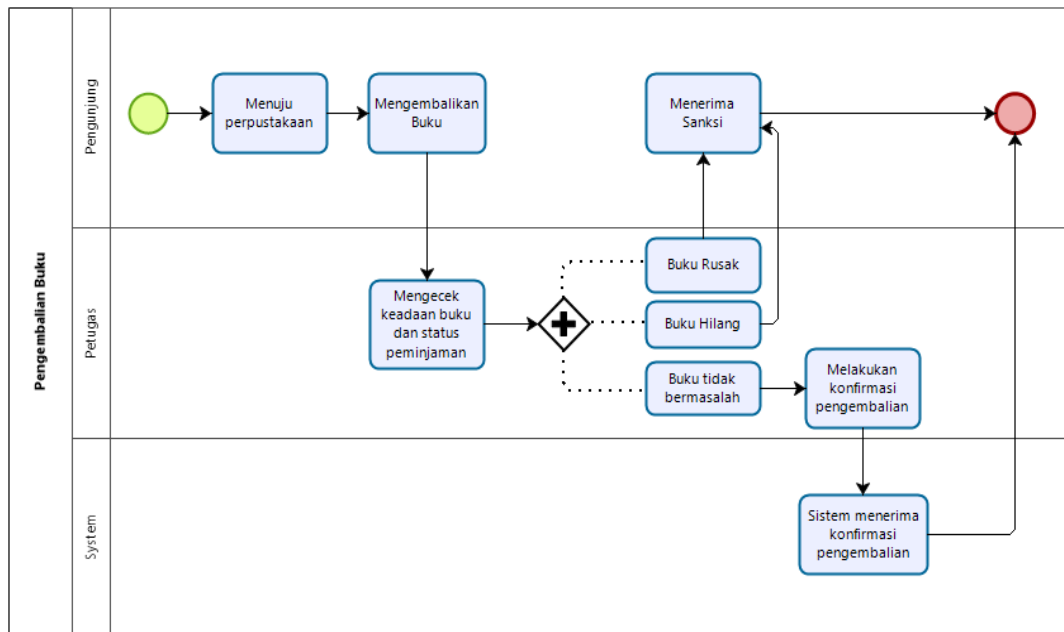 Pengembalian Buku
Pengunjung
Menuju
perpustakaan
Mengembalikan
Buku
Menerima
Sanksi
Petugas
Mengecek
keadaan buku
dan status
peminjaman
Buku Rusak
Buku Hilang
Buku tidak
bermasalah
Melakukan
konfirmasi
pengembalian
System
Sistem menerima
konfirmasi
pengembalian